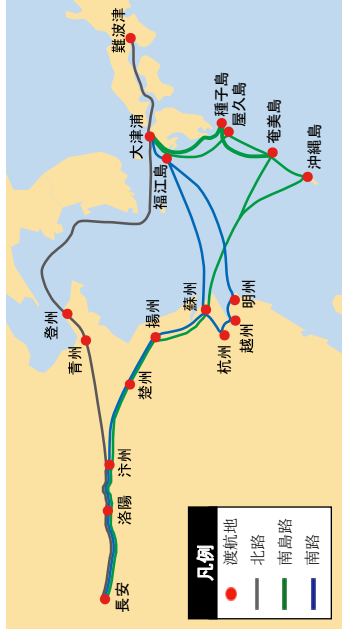 難波津
大津浦
福江島
種子島
屋久島
奄美島
沖縄島
登州
青州
蘇州
明州
越州
杭州
揚州
楚州
汴州
洛陽
長安
凡例
渡航地
北路
南島路
南路